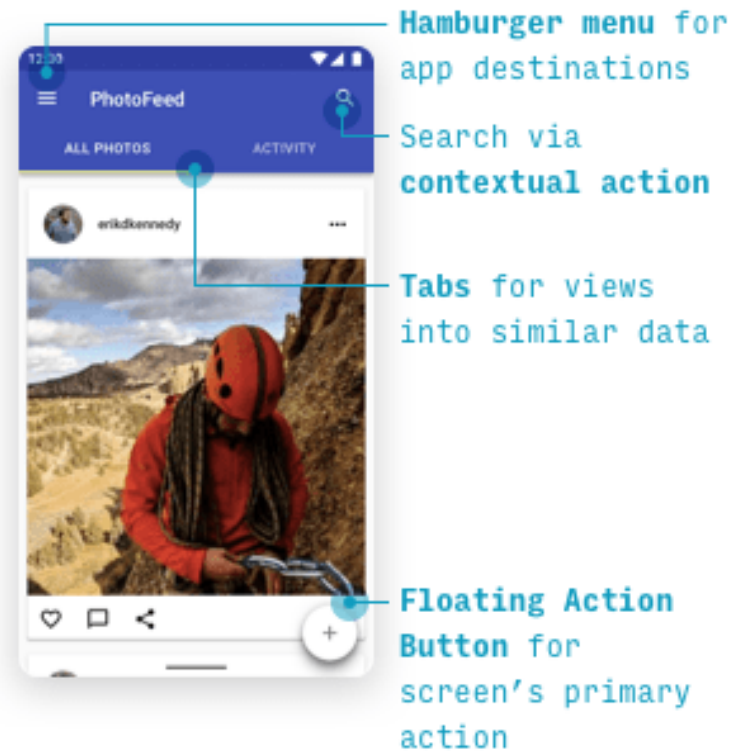 Hamburger menu for
app destinations
12:30
PhotoFeed
Search via
contextual action
ALL PHOTOS
ACTIVITY
erikdkennedy
Tabs for views
into similar data
Floating Action
Button for
screen’s primary
action